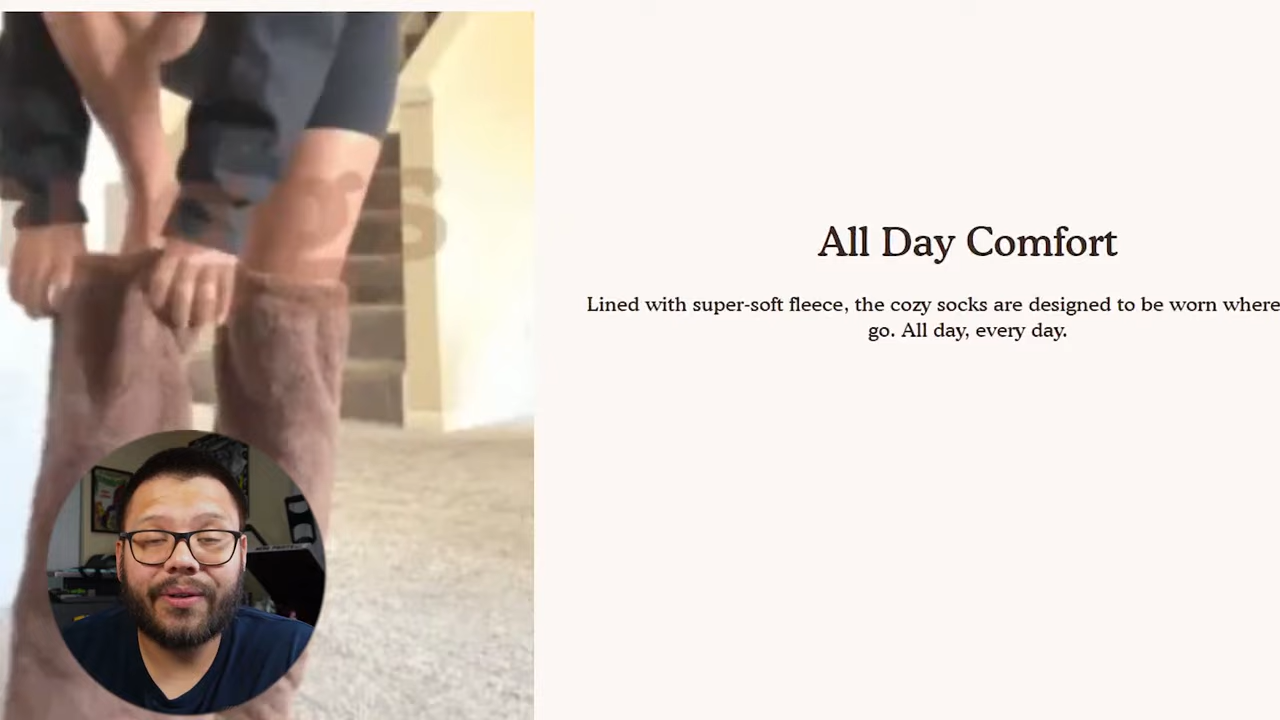 All Day Comfort
Lined with super-soft fleece, the cozy socks are designed to be worn where
go. All day, every day.